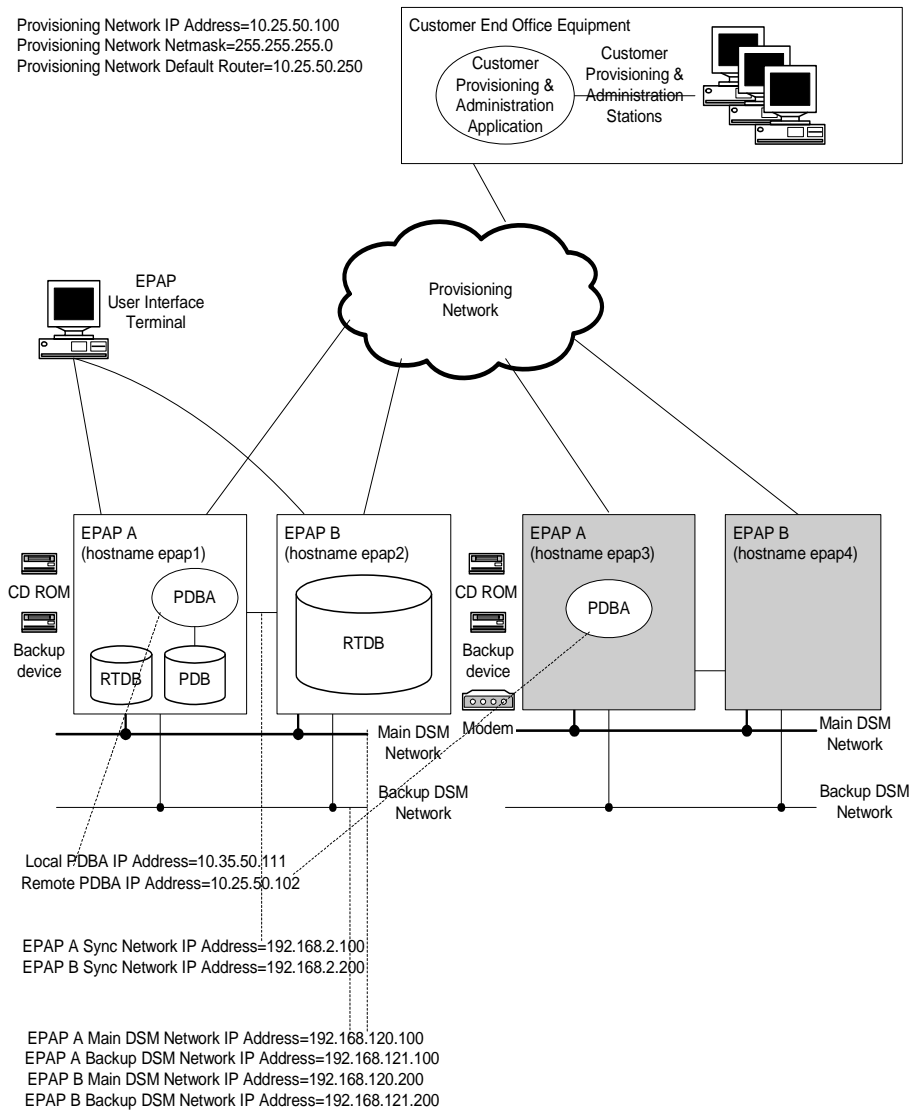 Provisioning Network IP Address=10.25.50.100
Provisioning Network Netmask=255.255.255.0
Provisioning Network Default Router=10.25.50.250
Customer End Office Equipment
Customer
Provisioning &
Administration
Application
Customer
Provisioning &
Administration
Stations
EPAP
User Interface
Terminal
Provisioning
Network
EPAP A
(hostname epap1)
EPAP B
(hostname epap2)
EPAP A
(hostname epap3)
EPAP B
(hostname epap4)
CD ROM
Backup
device
PDBA
RTDB
PDB
RTDB
CD ROM
Backup
device
Modem
PDBA
Main DSM
Network
Backup DSM
Network
Main DSM
Network
Backup DSM
Network
Local PDBA IP Address=10.35.50.111
Remote PDBA IP Address=10.25.50.102
EPAP A Sync Network IP Address=192.168.2.100
EPAP B Sync Network IP Address=192.168.2.200
EPAP A Main DSM Network IP Address=192.168.120.100
EPAP A Backup DSM Network IP Address=192.168.121.100
EPAP B Main DSM Network IP Address=192.168.120.200
EPAP B Backup DSM Network IP Address=192.168.121.200